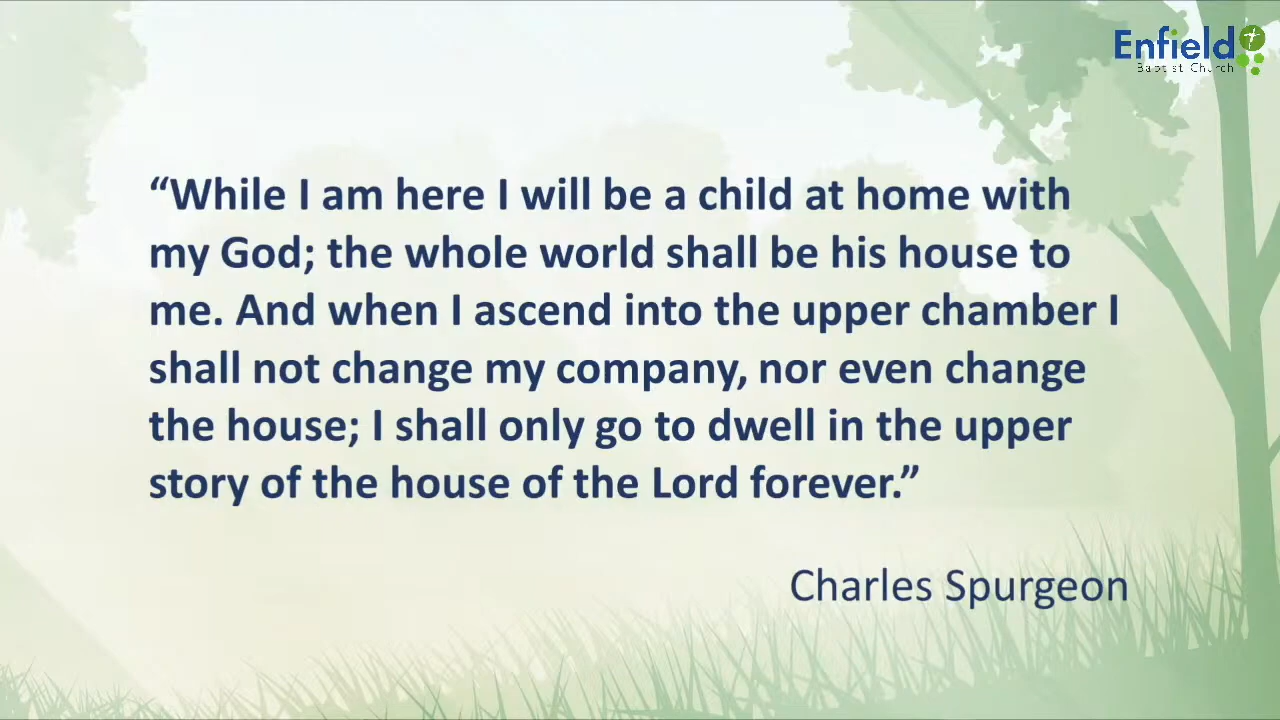 Enfield
Baptist Church
“While I am here I will be a child at home with
my God; the whole world shall be his house to
me. And when I ascend into the upper chamber I
shall not change my company, nor even change
the house; I shall only go to dwell in the upper
story of the house of the Lord forever.”
Charles Spurgeon